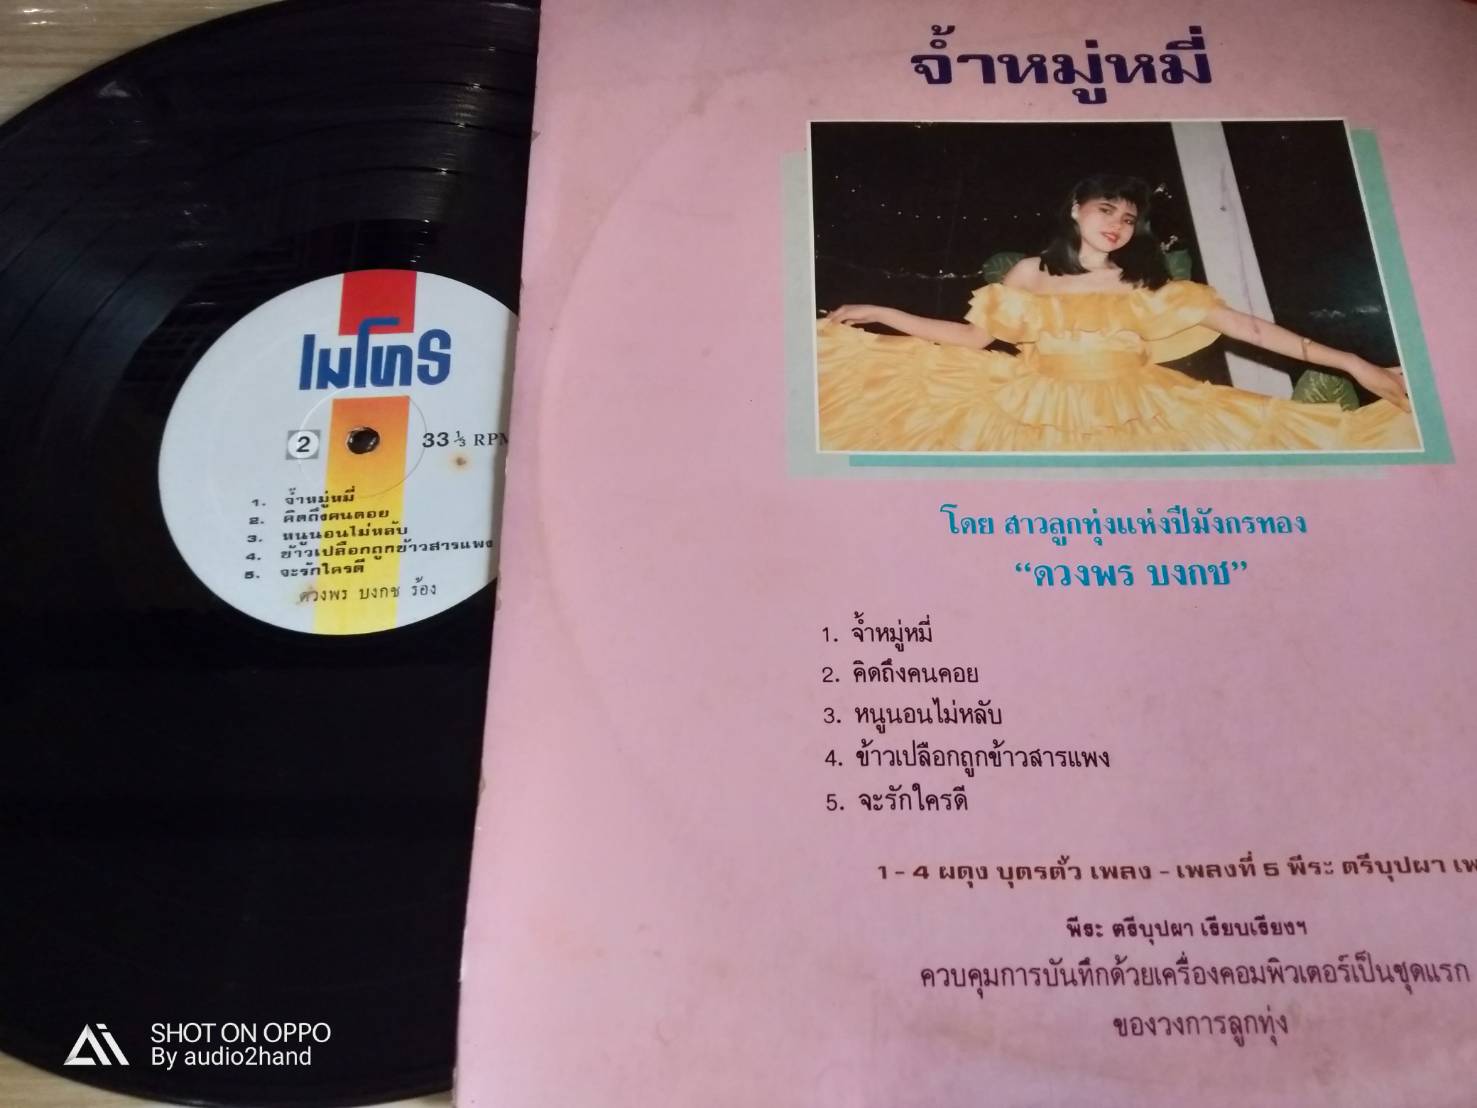 จ้ำหมู่หมี่
โดย สาวลูกทุ่งแห่งปีมังกรทอง
“ดวงพร บงกช”
1. จ้ำหมู่หมี่
2. คิดถึงคนคอย
3. หนูนอนไม่หลับ
4. ข้าวเปลือกถูกข้าวสารแพง
5. จะรักใครดี
1 - 4 ผดุง บุตรตั้ว เพลง - เพลงที่ 5 พีระ ตรีบุปผา
พีระ ตรีบุปผา เรียบเรียงฯ
ควบคุมการบันทึกด้วยเครื่องคอมพิวเตอร์เป็นชุดแรก
ของวงการลูกทุ่ง
เมโทร
2
33 1/3 RPM
1. จ้ำหมู่หมี่
2. คิดถึงคนคอย
3. หนูนอนไม่หลับ
4. ข้าวเปลือกถูกข้าวสารแพง
5. จะรักใครดี
ดวงพร บงกช ร้อง
SHOT ON OPPO
By audio2hand